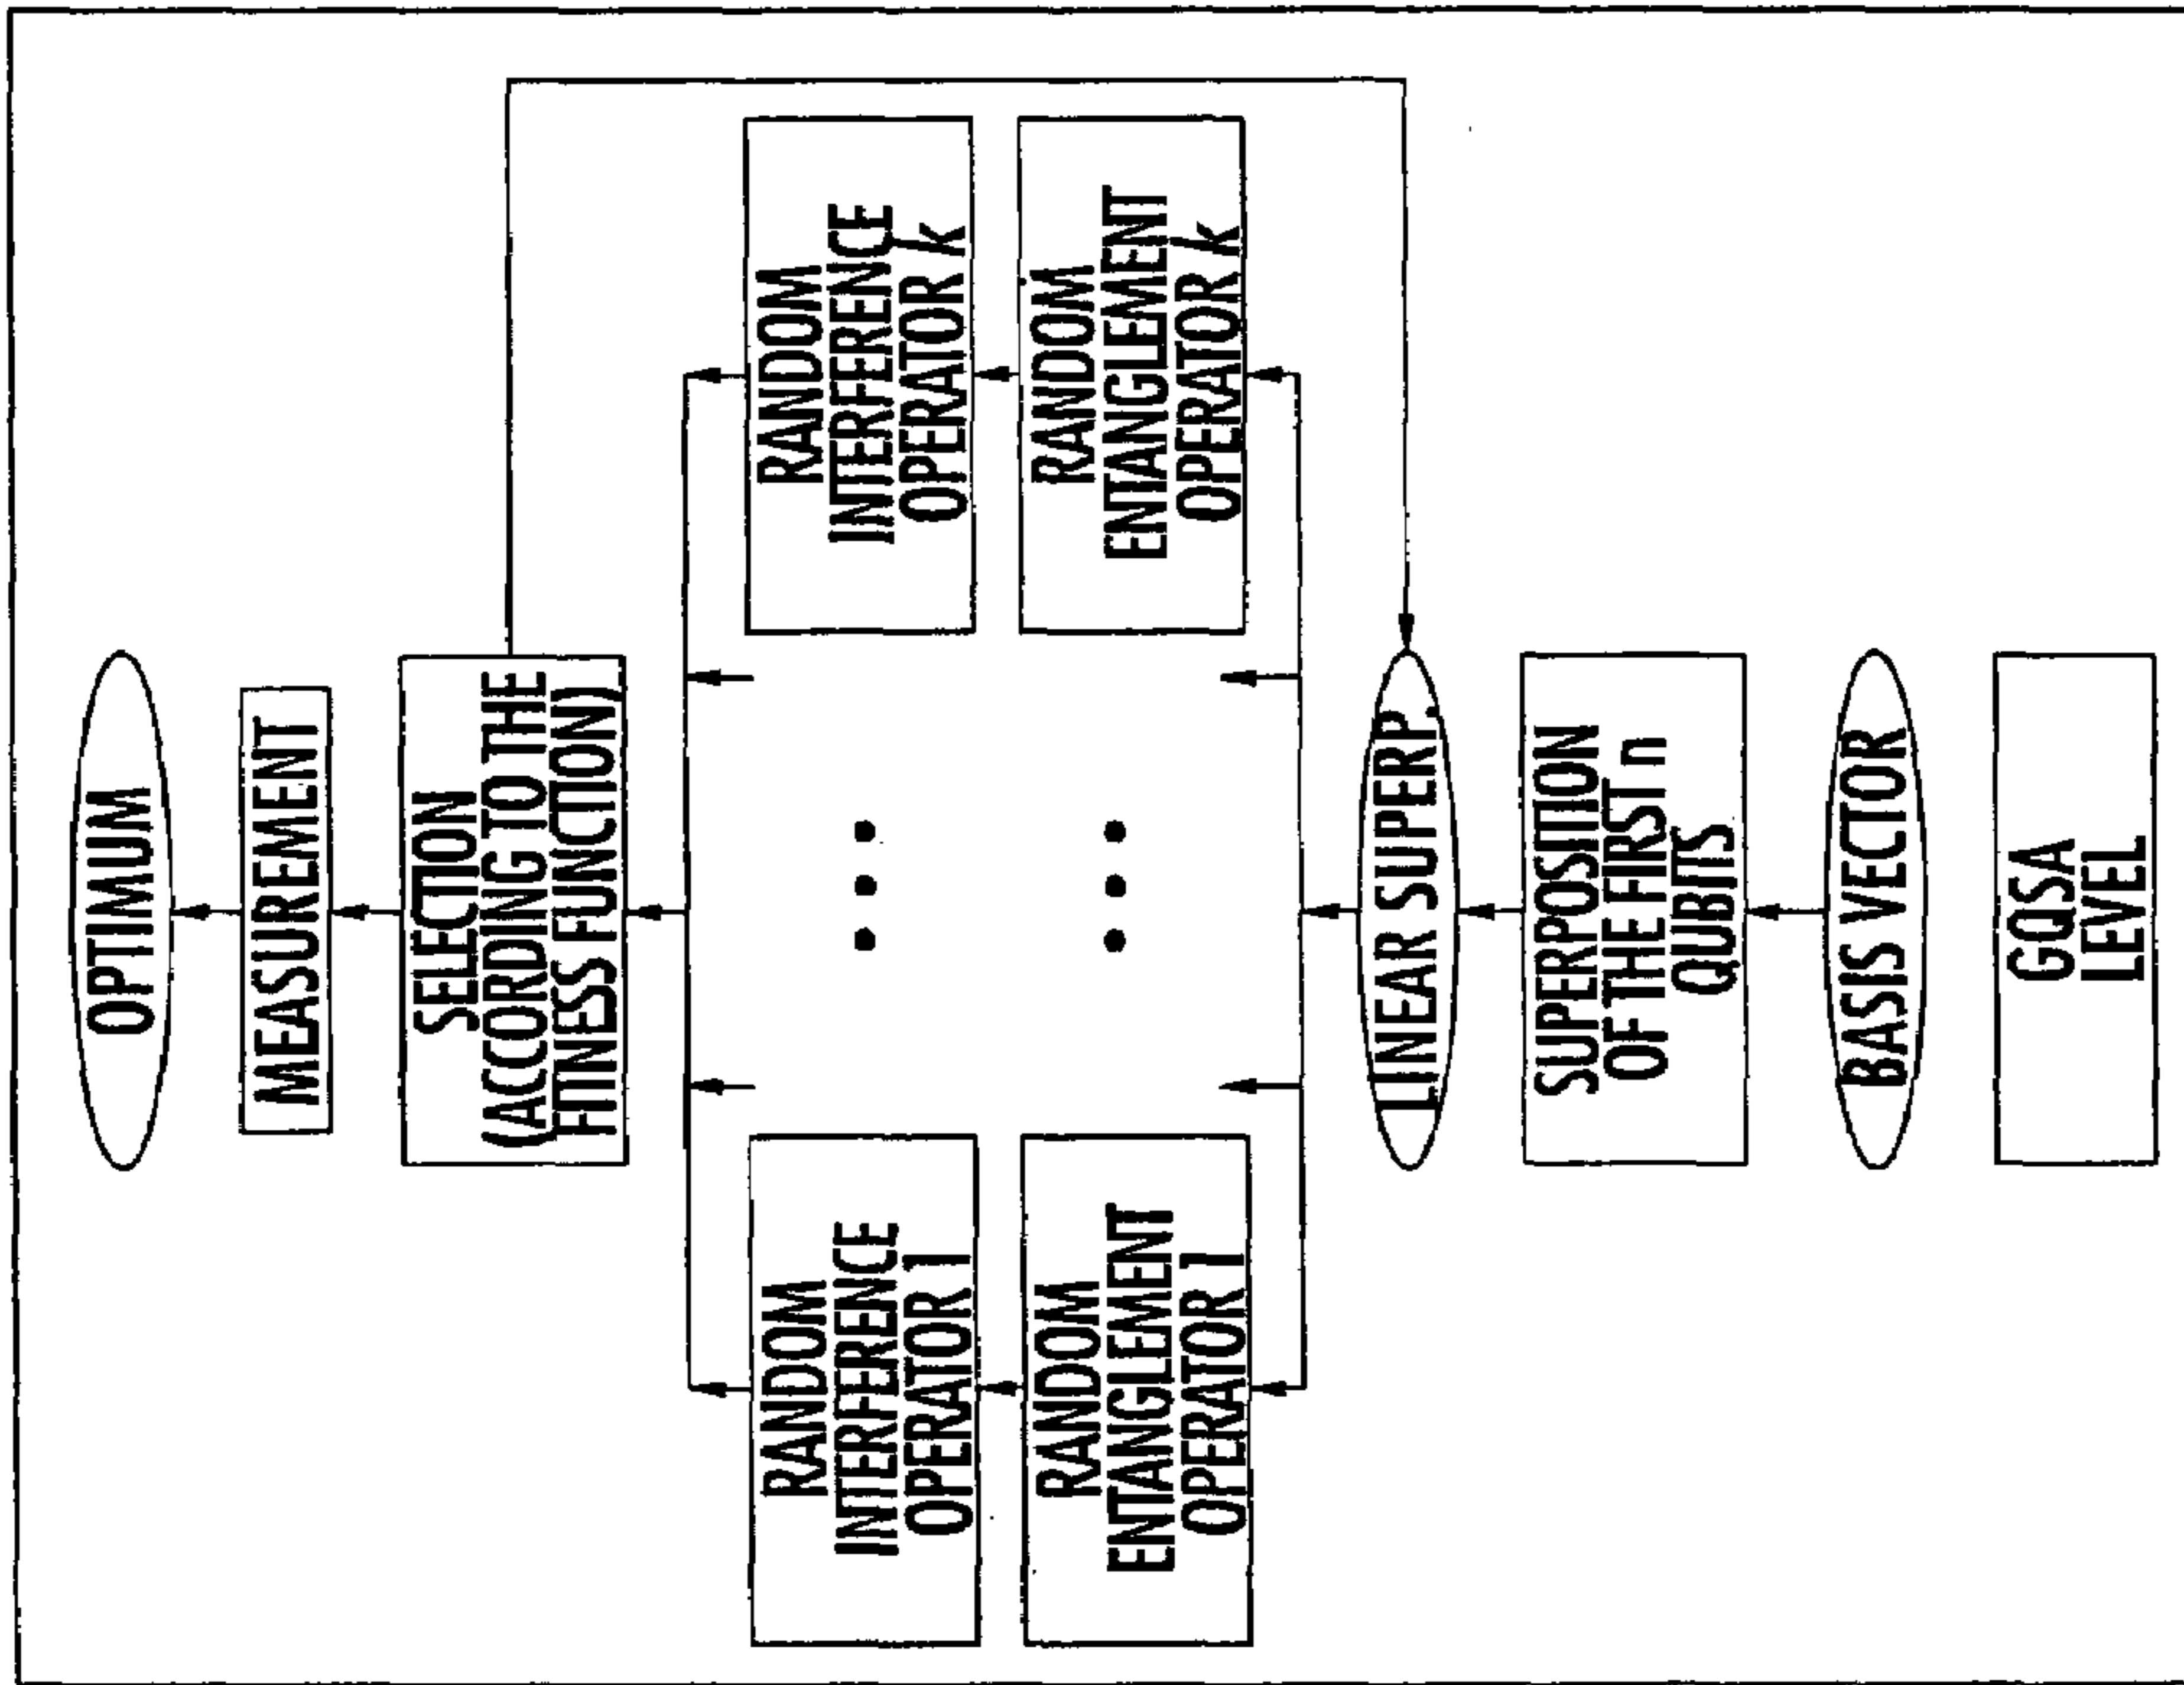 OPTIMUM
MEASUREMENT
SELECTION
(ACCORDING TO THE
FITNESS FUNCTION)
RANDOM
INTERFERENCE
OPERATOR 1
RANDOM
INTERFERENCE
OPERATOR k
RANDOM
ENTANGLEMENT
OPERATOR 1
RANDOM
ENTANGLEMENT
OPERATOR k
LINEAR SUPERP.
SUPERPOSITION
OF THE FIRST n
QUBITS
BASIS VECTOR
GQSA
LEVEL